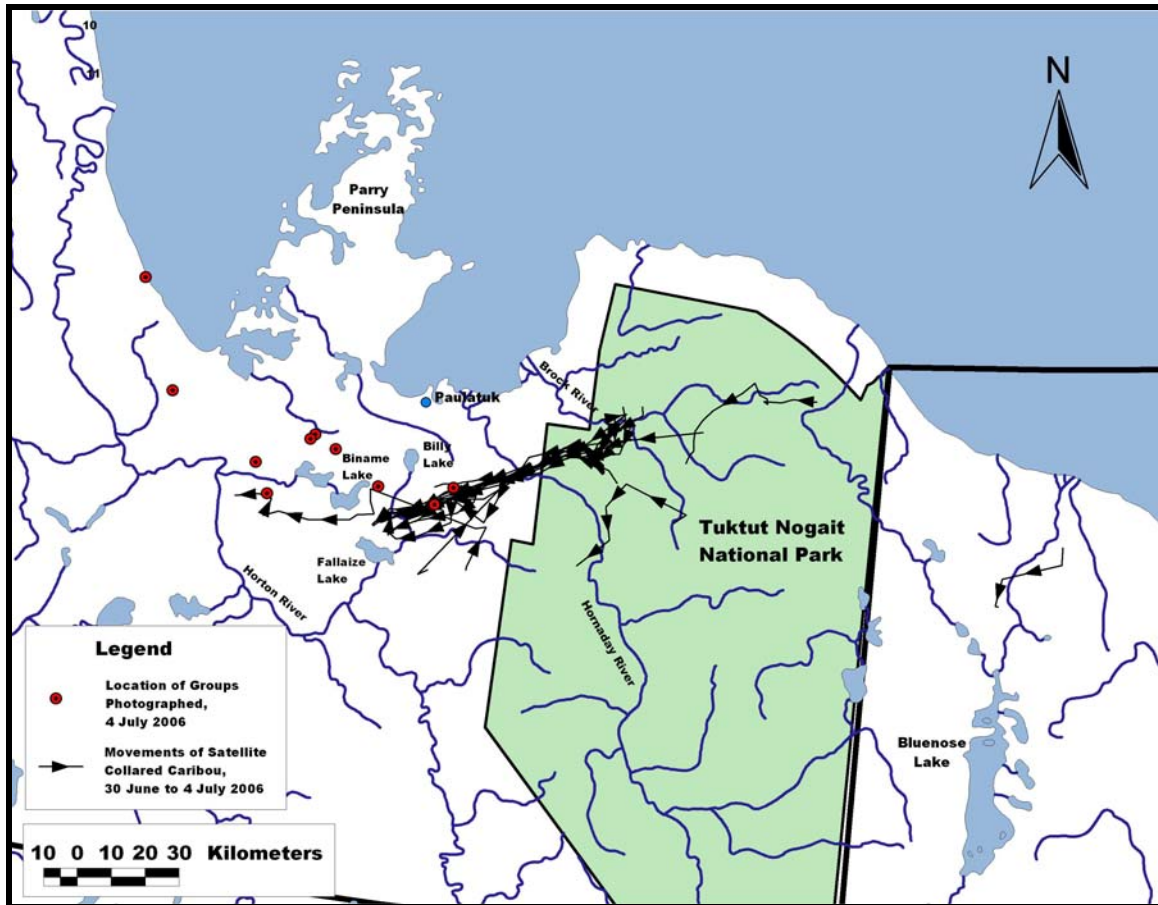 10
11
N
Parry
Peninsula
Brock River
Paulatuk
Billy
Lake
Biname
Lake
Tuktut Nogait
National Park
Fallaize
Lake
Horton River
Hornaday River
Bluenose
Lake
Legend
Location of Groups
Photographed,
4 July 2006
Movements of Satellite
Collared Caribou,
30 June to 4 July 2006
10 0 10 20 30 Kilometers